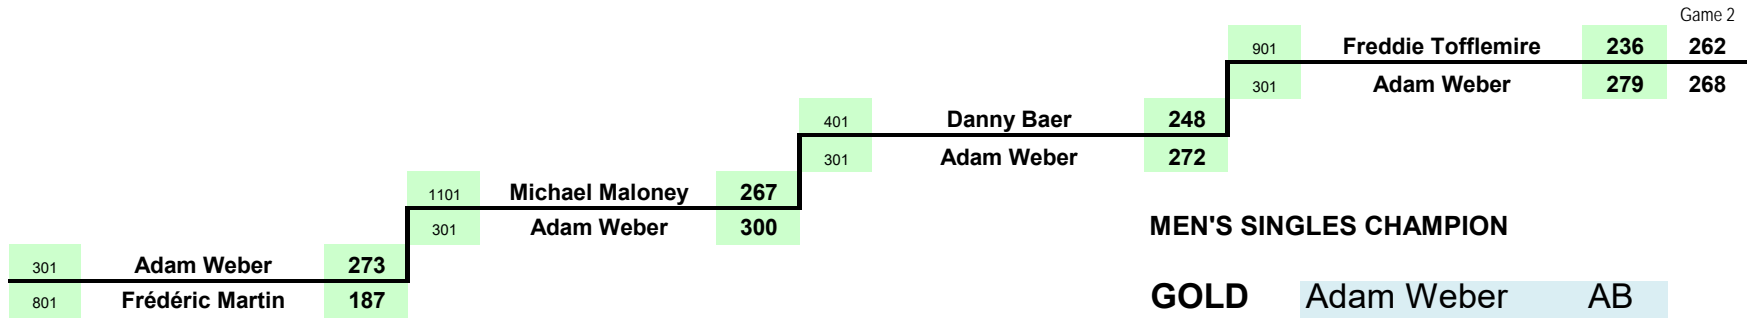 Game 2
901 Freddie Tofflemire 236 262
301 Adam Weber 279 268
401 Danny Baer 248
301 Adam Weber 272
1101 Michael Maloney 267
301 Adam Weber 300
MEN'S SINGLES CHAMPION
301 Adam Weber 273
801 Frédéric Martin 187
GOLD Adam Weber AB